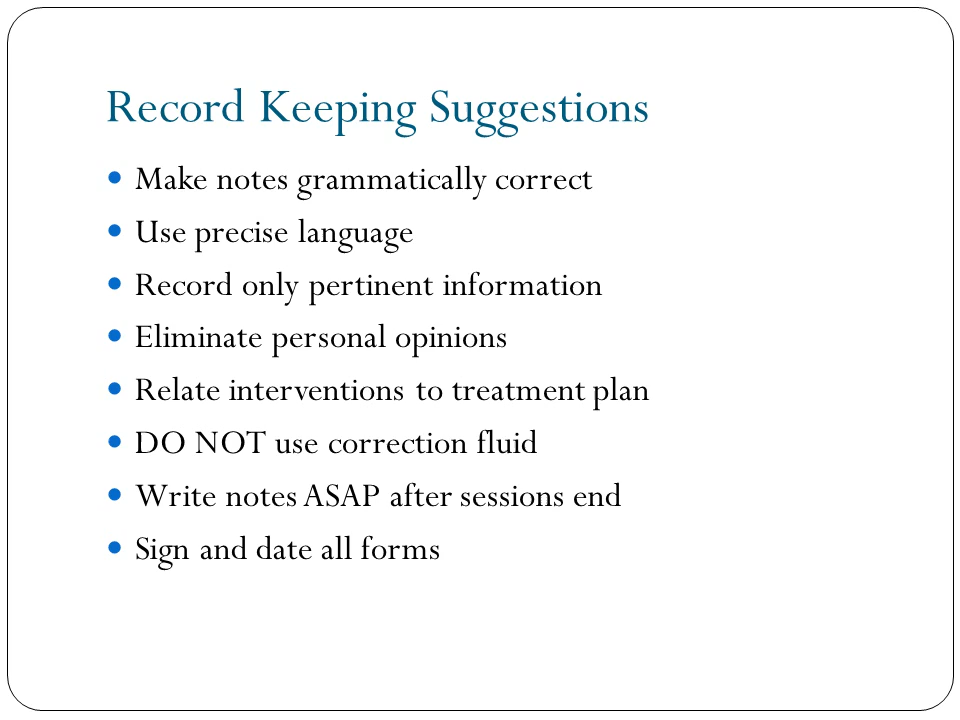 Record Keeping Suggestions
• Make notes grammatically correct
• Use precise language
• Record only pertinent information
• Eliminate personal opinions
• Relate interventions to treatment plan
• DO NOT use correction fluid
• Write notes ASAP after sessions end
• Sign and date all forms